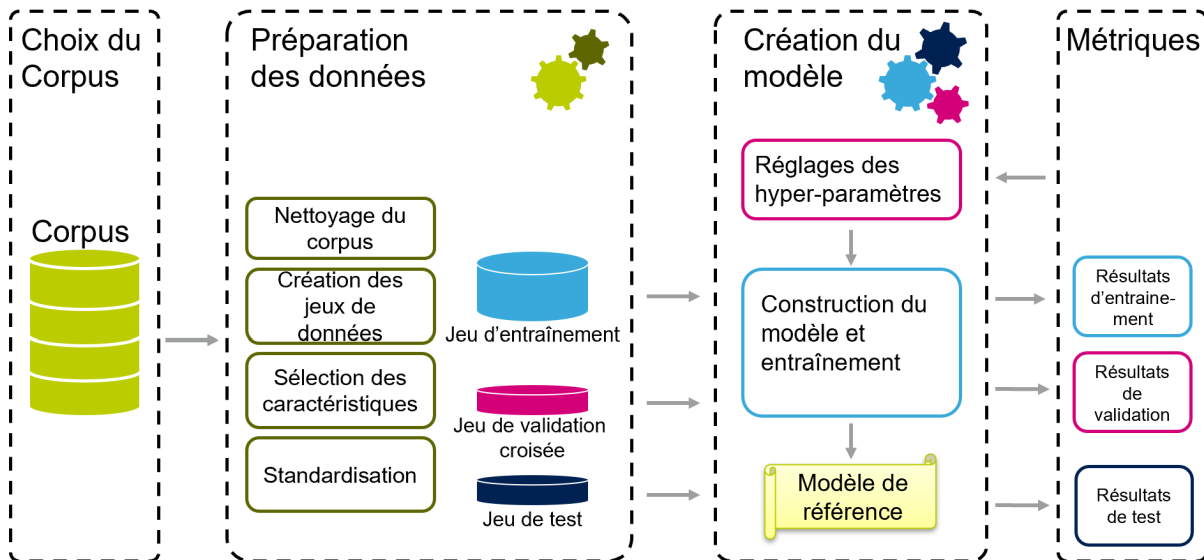 Choix du
Corpus
Corpus
Préparation
des données
Nettoyage du
corpus
Création des
jeux de
données
Sélection des
caractéristiques
Standardisation
Jeu d'entraînement
Jeu de validation
croisée
Jeu de test
Création du
modèle
Réglages des
hyper-paramètres
Construction du
modèle et
entraînement
Modèle de
référence
Métriques
Résultats
d'entraine-
ment
Résultats
de
validation
Résultats
de test